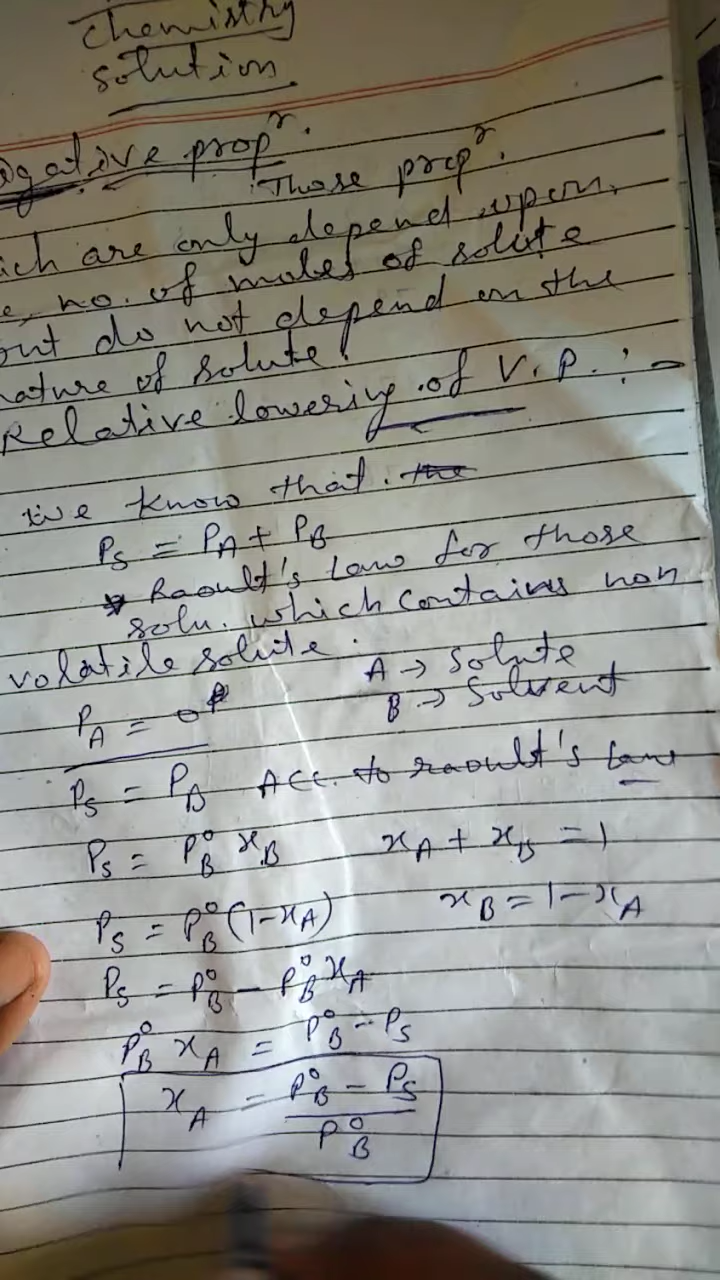 chemistry
solution
agative propr.
Those propr.
ich are only depend upon,
e, no. of moles of solute
out do not depend on the
nature of solute.
Relative lowering of V.P. :-
we know that. the
PS = PA + PB
* Raoult's Law for those
solu. which contains non
volatile solute.
A → Solute
B → Solvent
PA = 0
PS = PB Acc. to raoult's Law
PS = P°B xB
xA + xB = 1
PS = P°B (1-xA)
xB = 1-xA
PS = P°B - P°B xA
P°B xA = P°B - PS
xA = P°B - PS / P°B